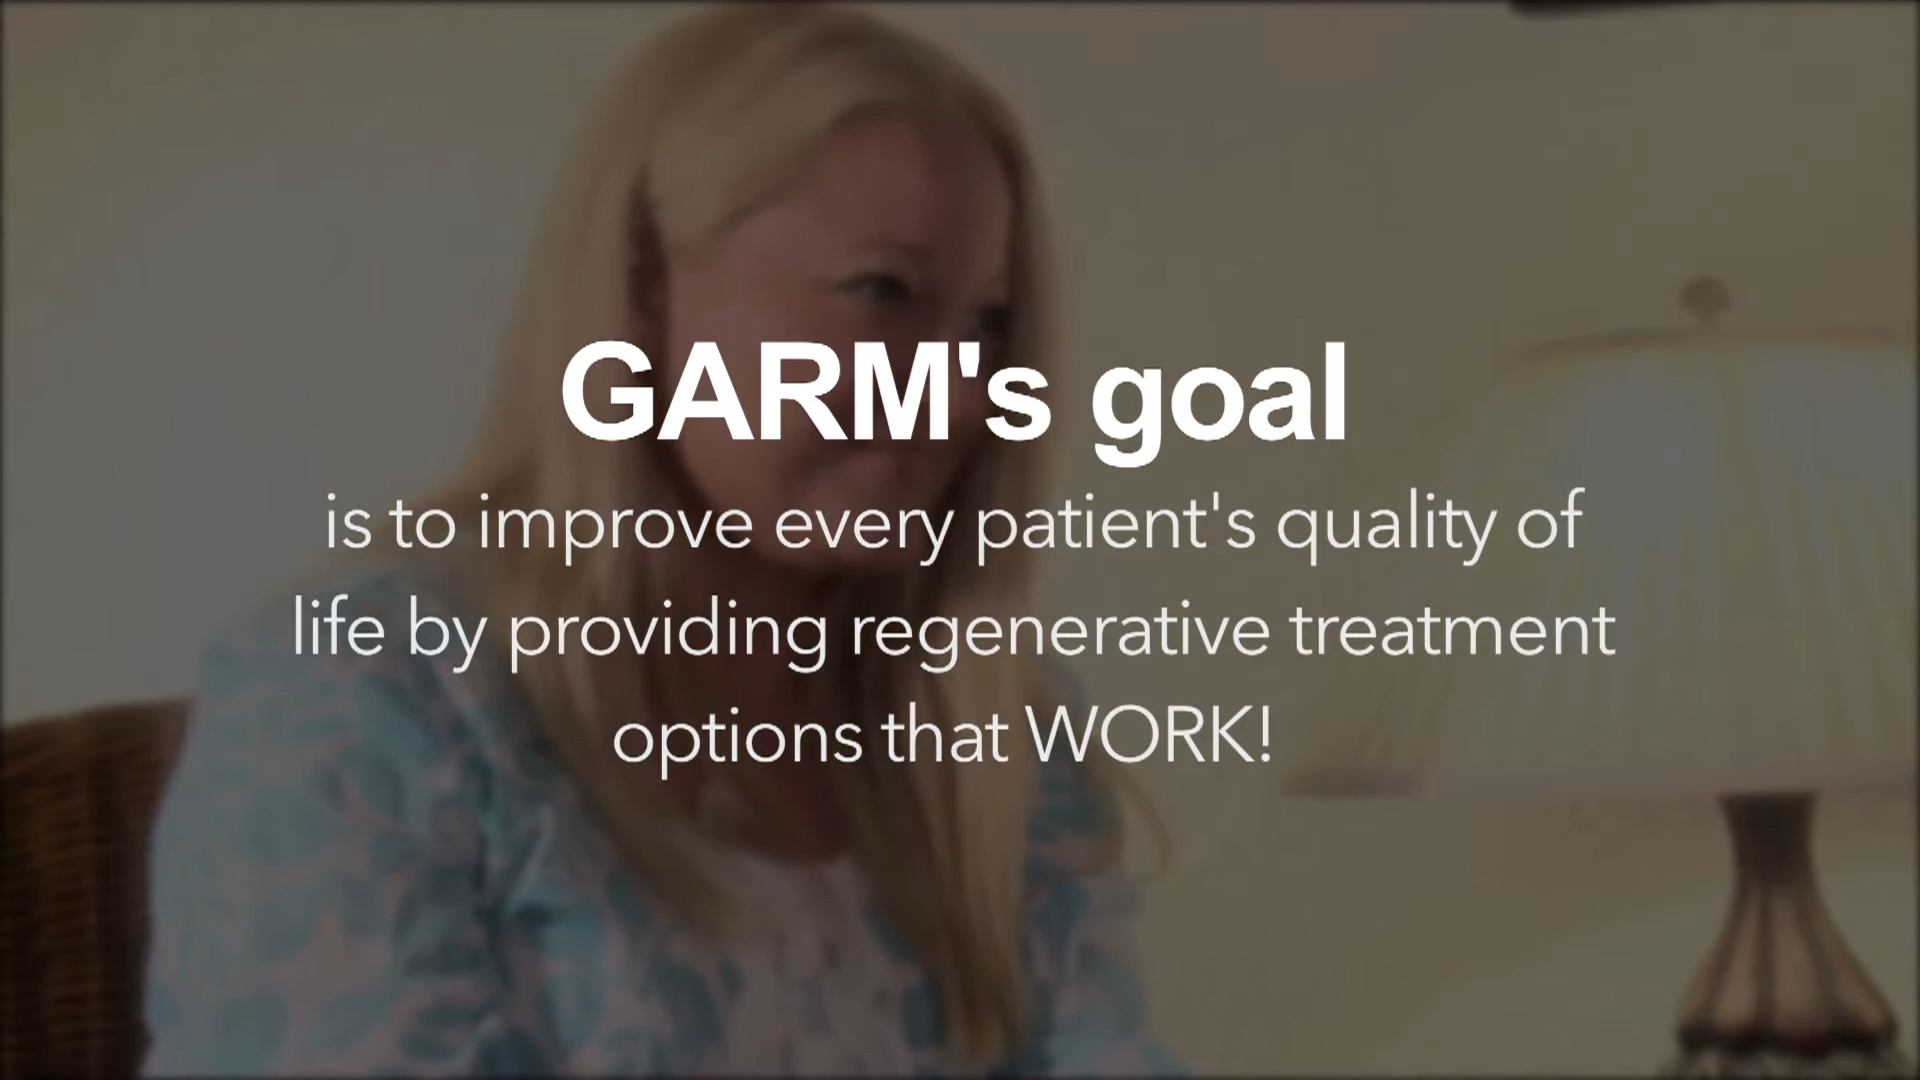 GARM's goal
is to improve every patient's quality of
life by providing regenerative treatment
options that WORK!